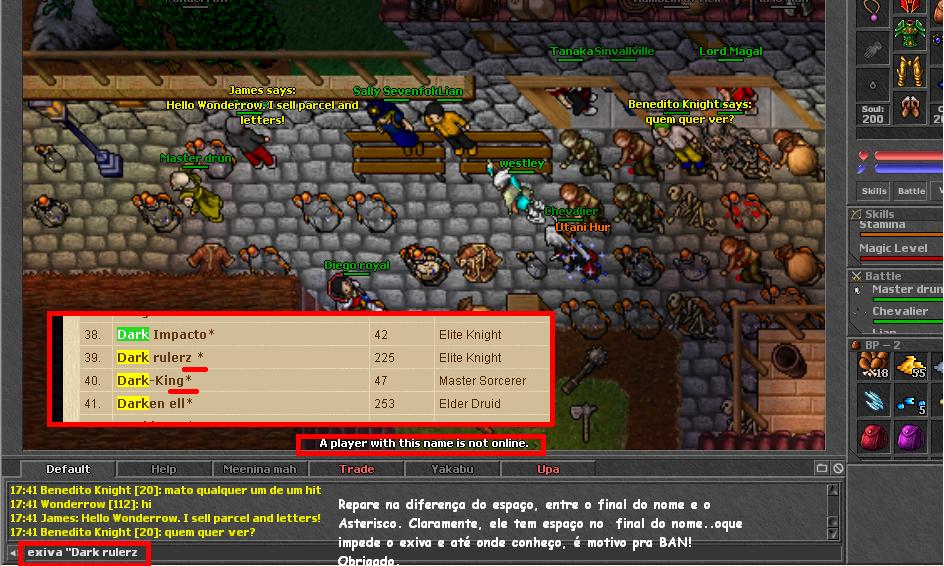 Tanaka Sinvallville
Lord Magal
James says:
Hello Wonderrow. I sell parcel and
letters!
Sally Sevenfold
Lian
Benedito Knight says:
quem quer ver?
Master drun
westley
Chevalier
Utani Hur
Diego royal
38. Dark Impacto* 42 Elite Knight
39. Dark rulerz * 225 Elite Knight
40. Dark-King* 47 Master Sorcerer
41. Darken ell* 253 Elder Druid
A player with this name is not online.
Default Help Meenina mah Trade Yakabu Upa
17:41 Benedito Knight [20]: mato qualquer um de um hit
17:41 Wonderrow [112]: hi
17:41 James: Hello Wonderrow. I sell parcel and letters!
17:41 Benedito Knight [20]: quem quer ver?
exiva "Dark rulerz
Repare na diferença do espaço, entre o final do nome e o
Asterisco. Claramente, ele tem espaço no final do nome..oque
impede o exiva e até onde conheço, é motivo pra BAN!
Obrigado.
Soul:
200
Skills Battle
Skills
Stamina
Magic Level
Battle
Master drun
Chevalier
Lian
BP - 2
18 55
5